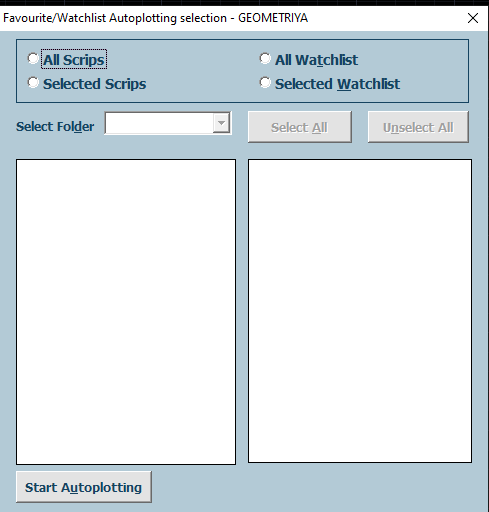 Favourite/Watchlist Autoplotting selection - GEOMETRIYA
All Scrips All Watchlist
Selected Scrips Selected Watchlist
Select Folder Select All Unselect All
Start Autoplotting